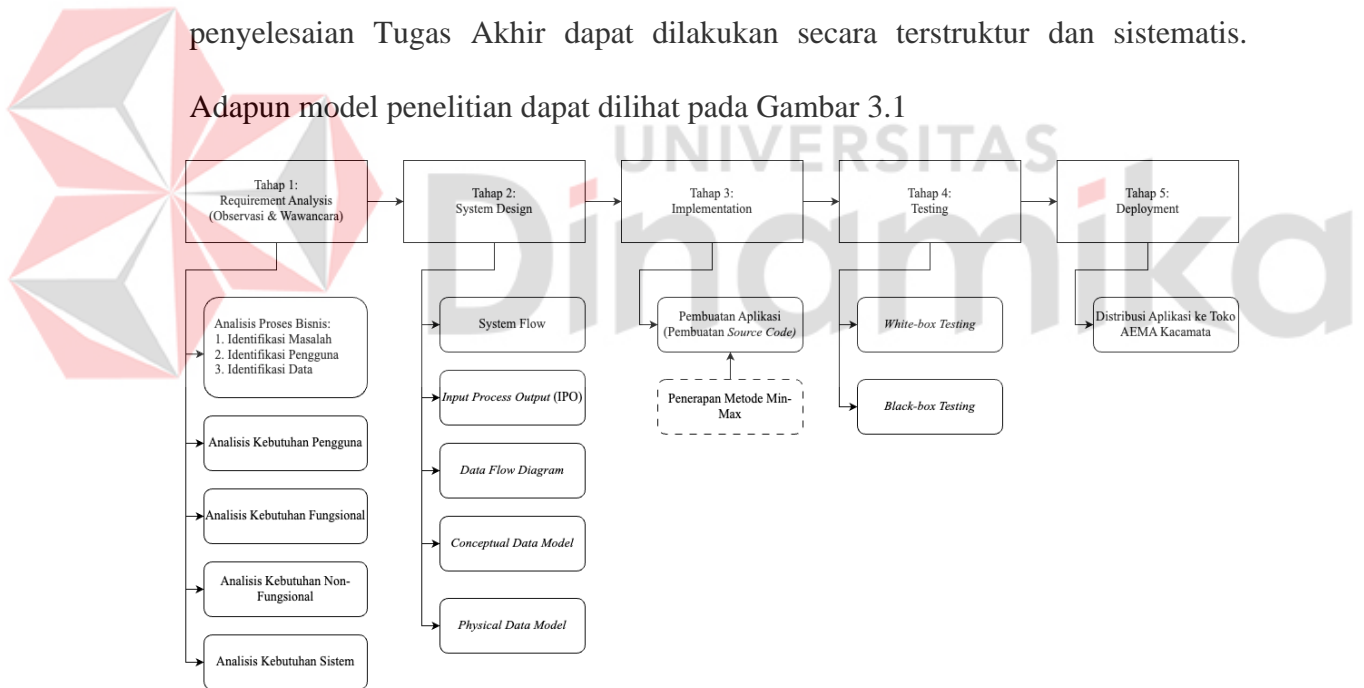 penyelesaian Tugas Akhir dapat dilakukan secara terstruktur dan sistematis.
Adapun model penelitian dapat dilihat pada Gambar 3.1
UNIVERSITAS
Dinamika
Tahap 1:
Requirement Analysis
(Observasi & Wawancara)
Tahap 2:
System Design
Tahap 3:
Implementation
Tahap 4:
Testing
Tahap 5:
Deployment
Analisis Proses Bisnis:
1. Identifikasi Masalah
2. Identifikasi Pengguna
3. Identifikasi Data
Analisis Kebutuhan Pengguna
Analisis Kebutuhan Fungsional
Analisis Kebutuhan Non-
Fungsional
Analisis Kebutuhan Sistem
System Flow
Input Process Output (IPO)
Data Flow Diagram
Conceptual Data Model
Physical Data Model
Pembuatan Aplikasi
(Pembuatan Source Code)
Penerapan Metode Min-
Max
White-box Testing
Black-box Testing
Distribusi Aplikasi ke Toko
AEMA Kacamata